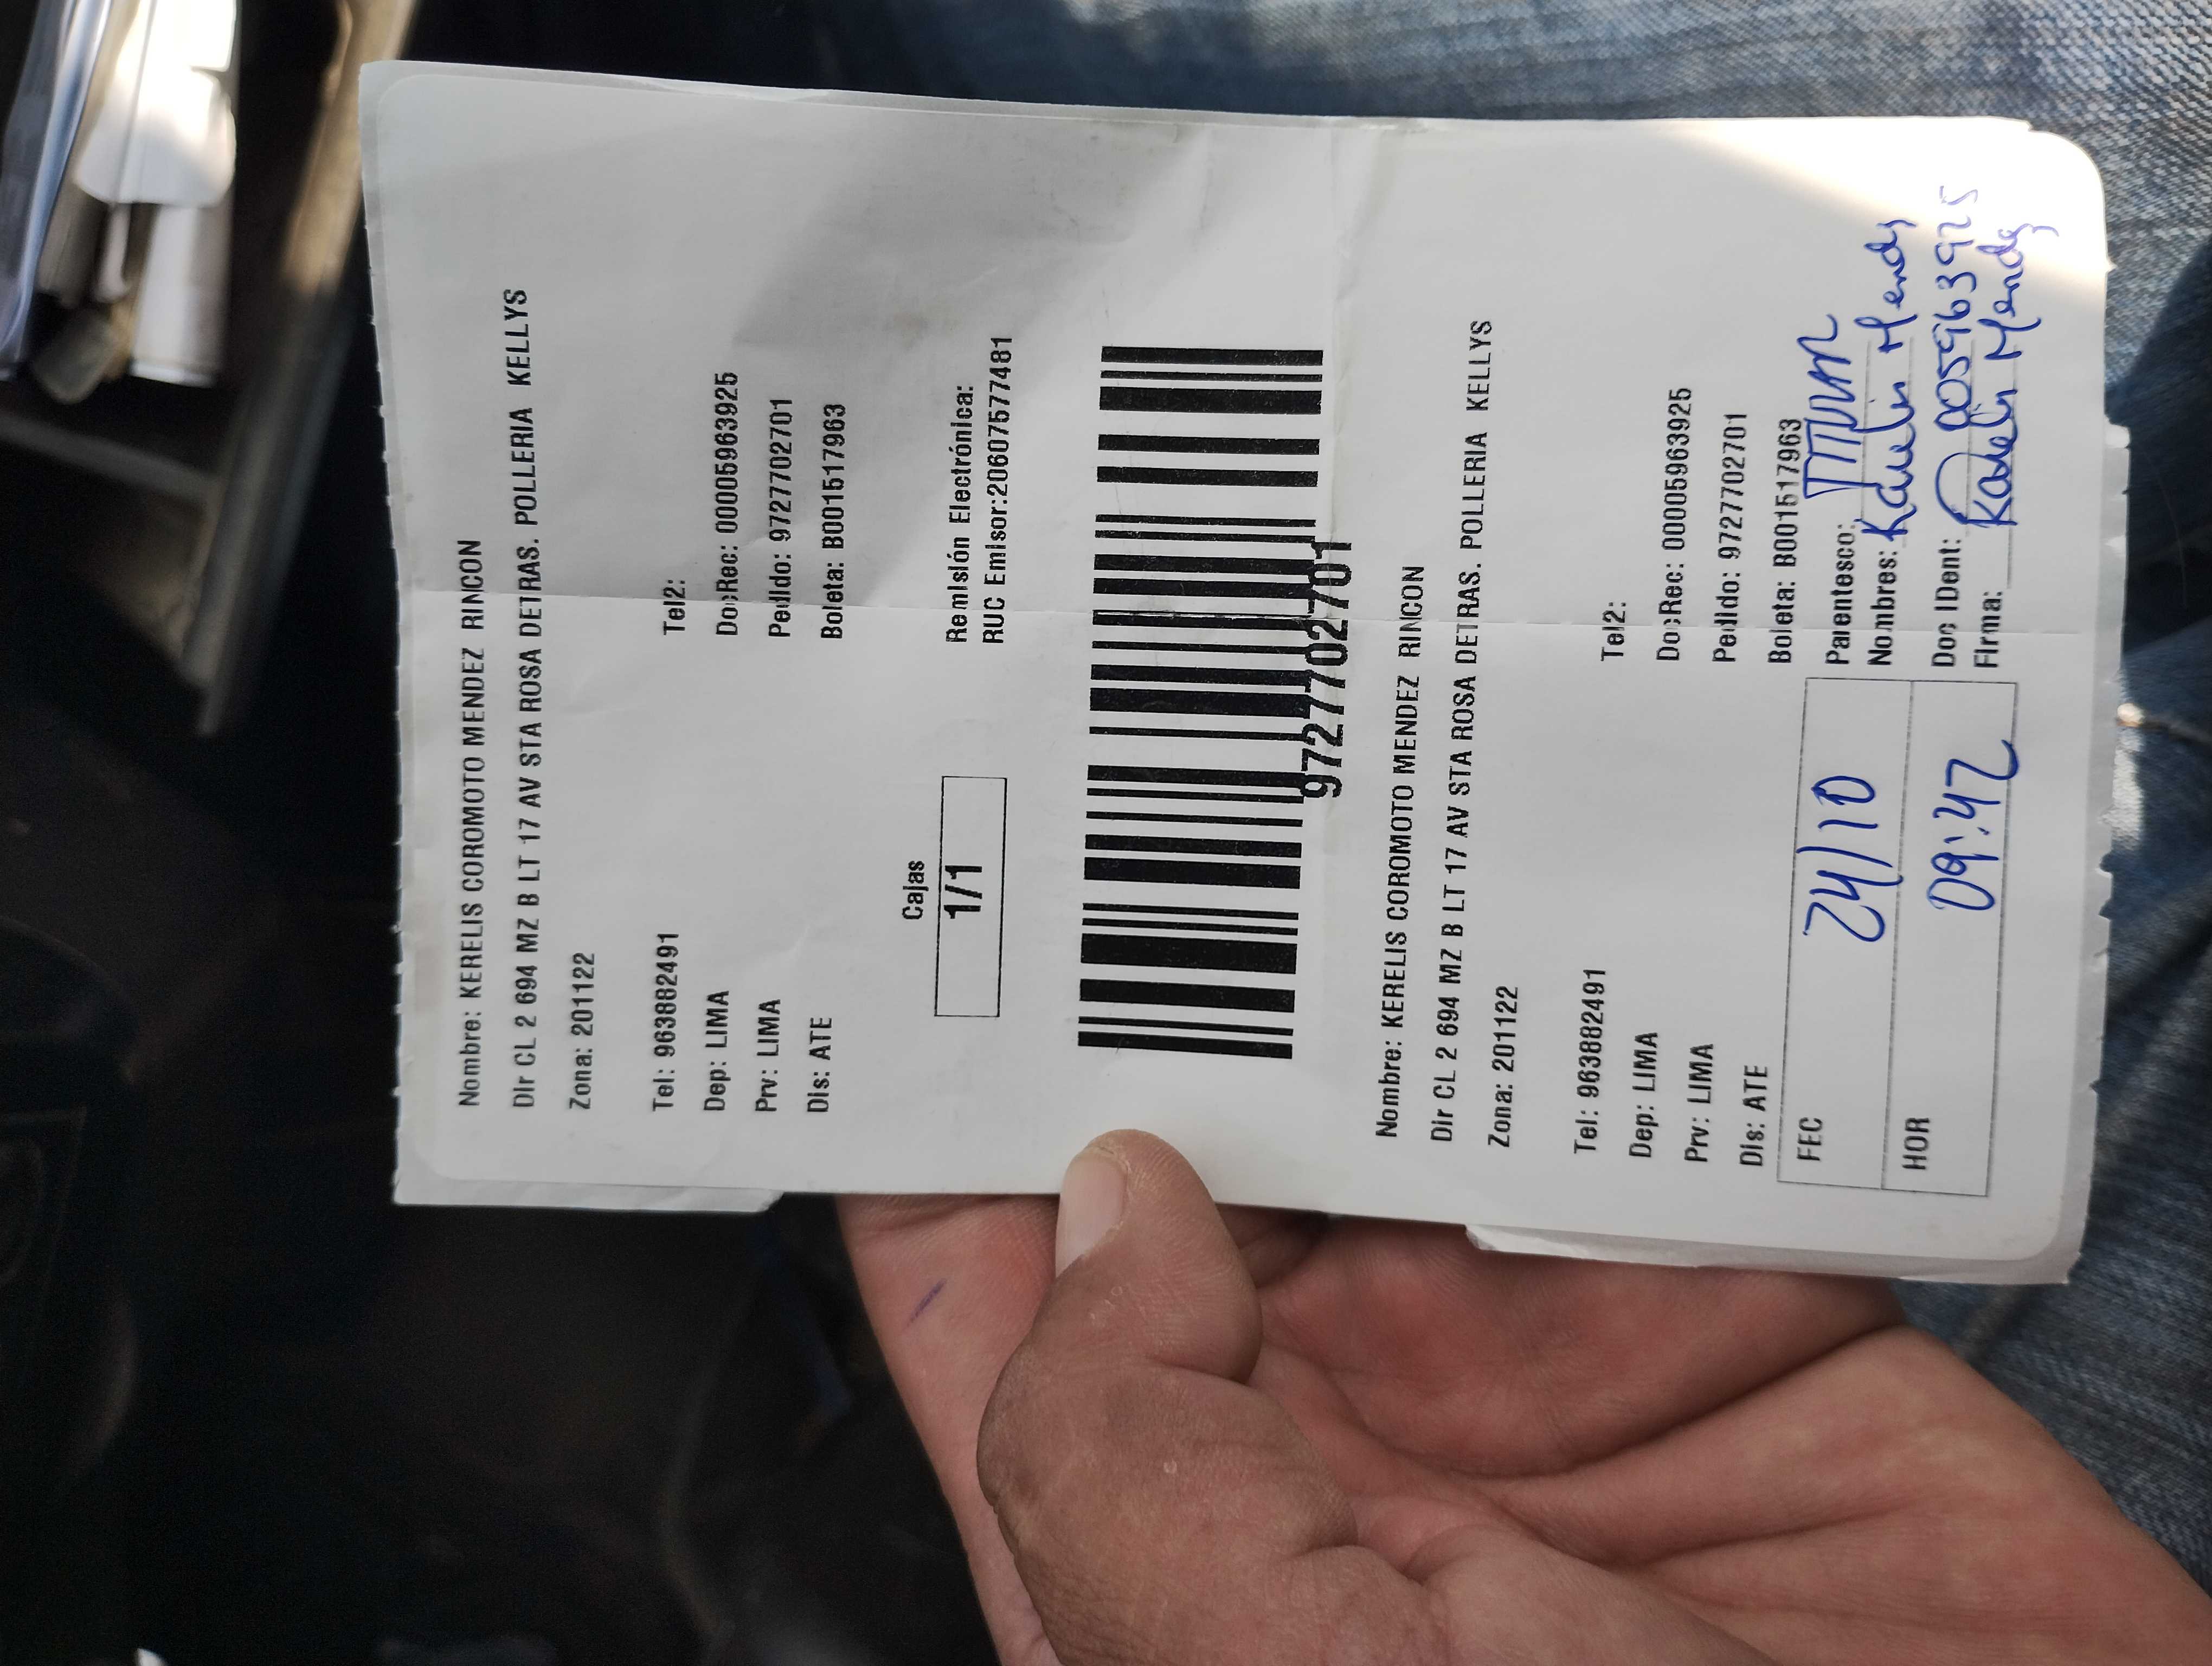 Nombre: KERELIS COROMOTO MENDEZ RINCON
Dir CL 2 694 MZ B LT 17 AV STA ROSA DETRAS. POLLERIA KELLYS
Zona: 201122
Tel: 963882491 Tel2:
Dep: LIMA DocRec: 00005963925
Prv: LIMA Pedido: 9727702701
Dis: ATE Boleta: B001517963
Cajas
1/1
Remisión Electrónica:
RUC Emisor:20607577481
9727702701
Nombre: KERELIS COROMOTO MENDEZ RINCON
Dir CL 2 694 MZ B LT 17 AV STA ROSA DETRAS. POLLERIA KELLYS
Zona: 201122
Tel: 963882491 Tel2:
Dep: LIMA DocRec: 00005963925
Prv: LIMA Pedido: 9727702701
Dis: ATE Boleta: B001517963
FEC 24/10 Parentesco:
Nombres:
HOR 09:42 Doc IDent: 005963925
Firma: